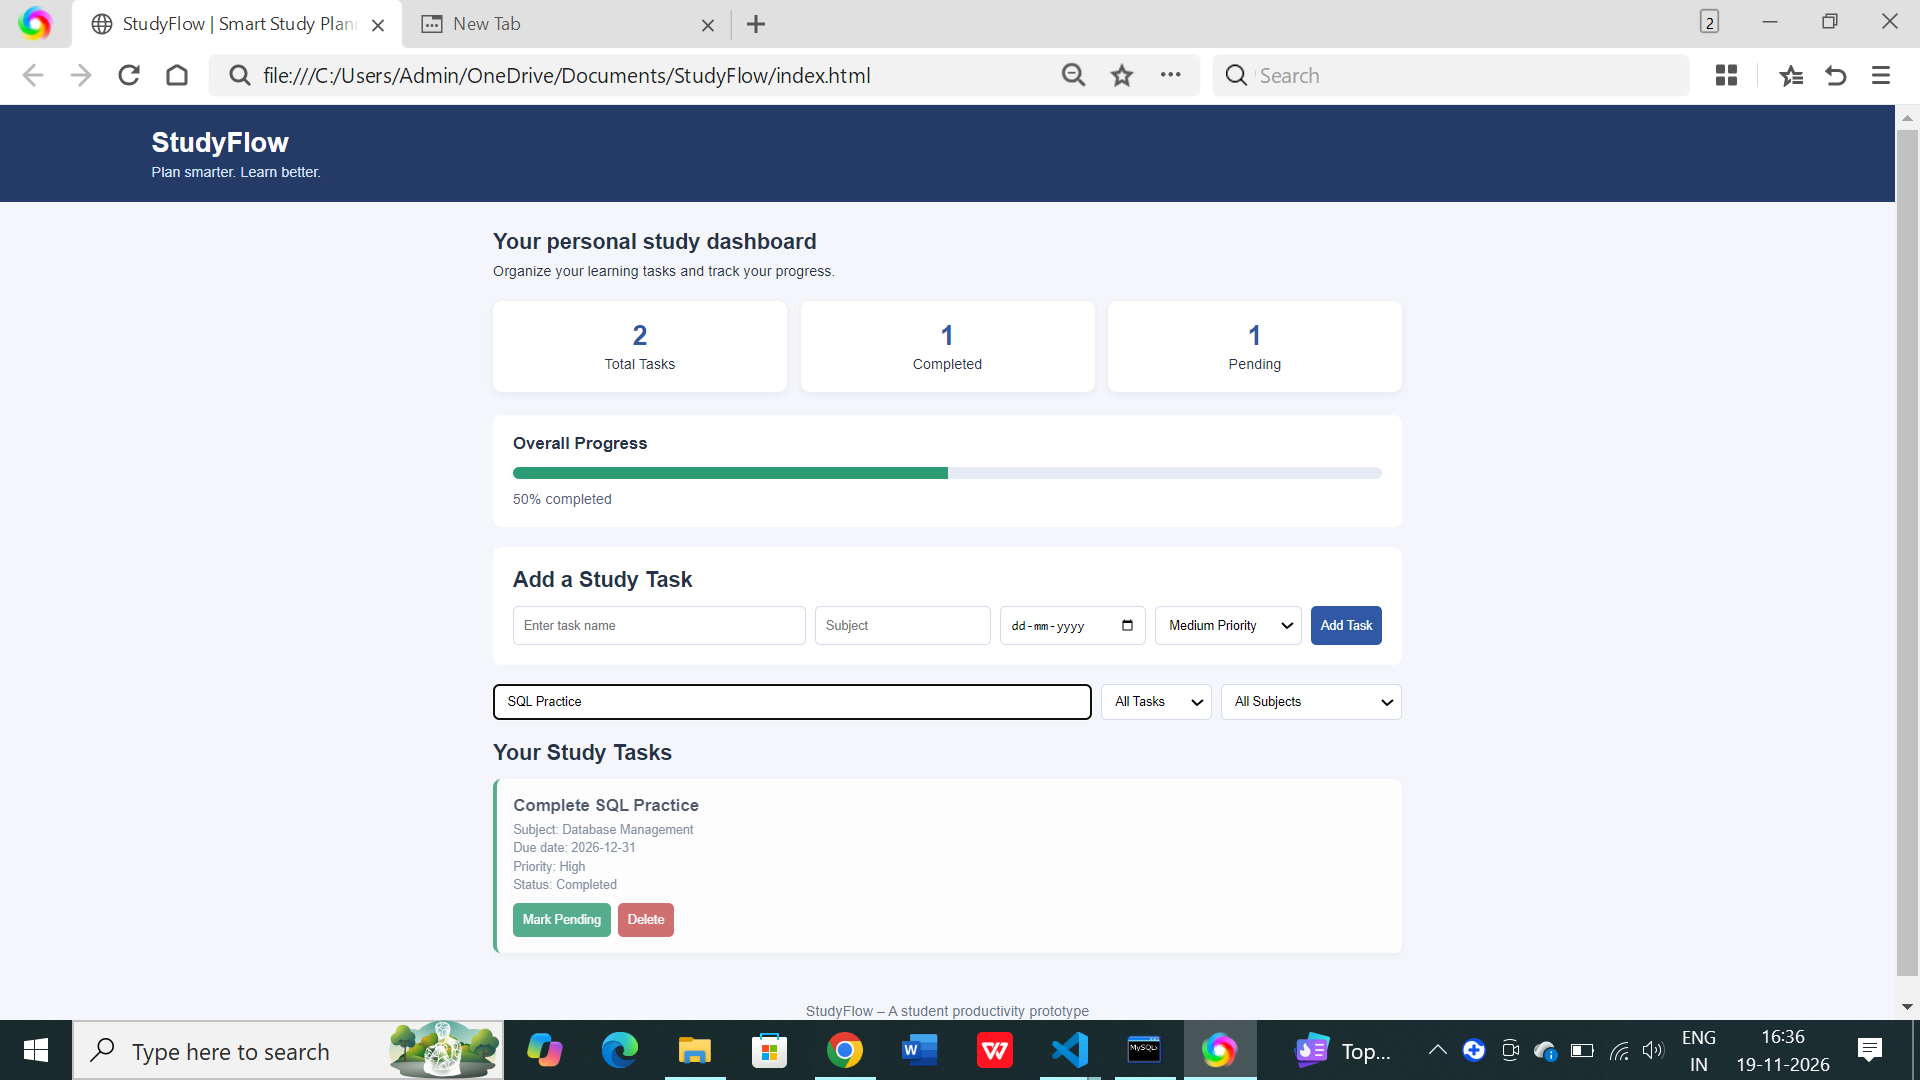 StudyFlow | Smart Study Plann
New Tab
2
file:///C:/Users/Admin/OneDrive/Documents/StudyFlow/index.html
Search
StudyFlow
Plan smarter. Learn better.
Your personal study dashboard
Organize your learning tasks and track your progress.
2
Total Tasks
1
Completed
1
Pending
Overall Progress
50% completed
Add a Study Task
Enter task name
Subject
dd-mm-yyyy
Medium Priority
Add Task
SQL Practice
All Tasks
All Subjects
Your Study Tasks
Complete SQL Practice
Subject: Database Management
Due date: 2026-12-31
Priority: High
Status: Completed
Mark Pending
Delete
StudyFlow – A student productivity prototype
Type here to search
W
W
MySQL>
Top...
ENG
IN
16:36
19-11-2026